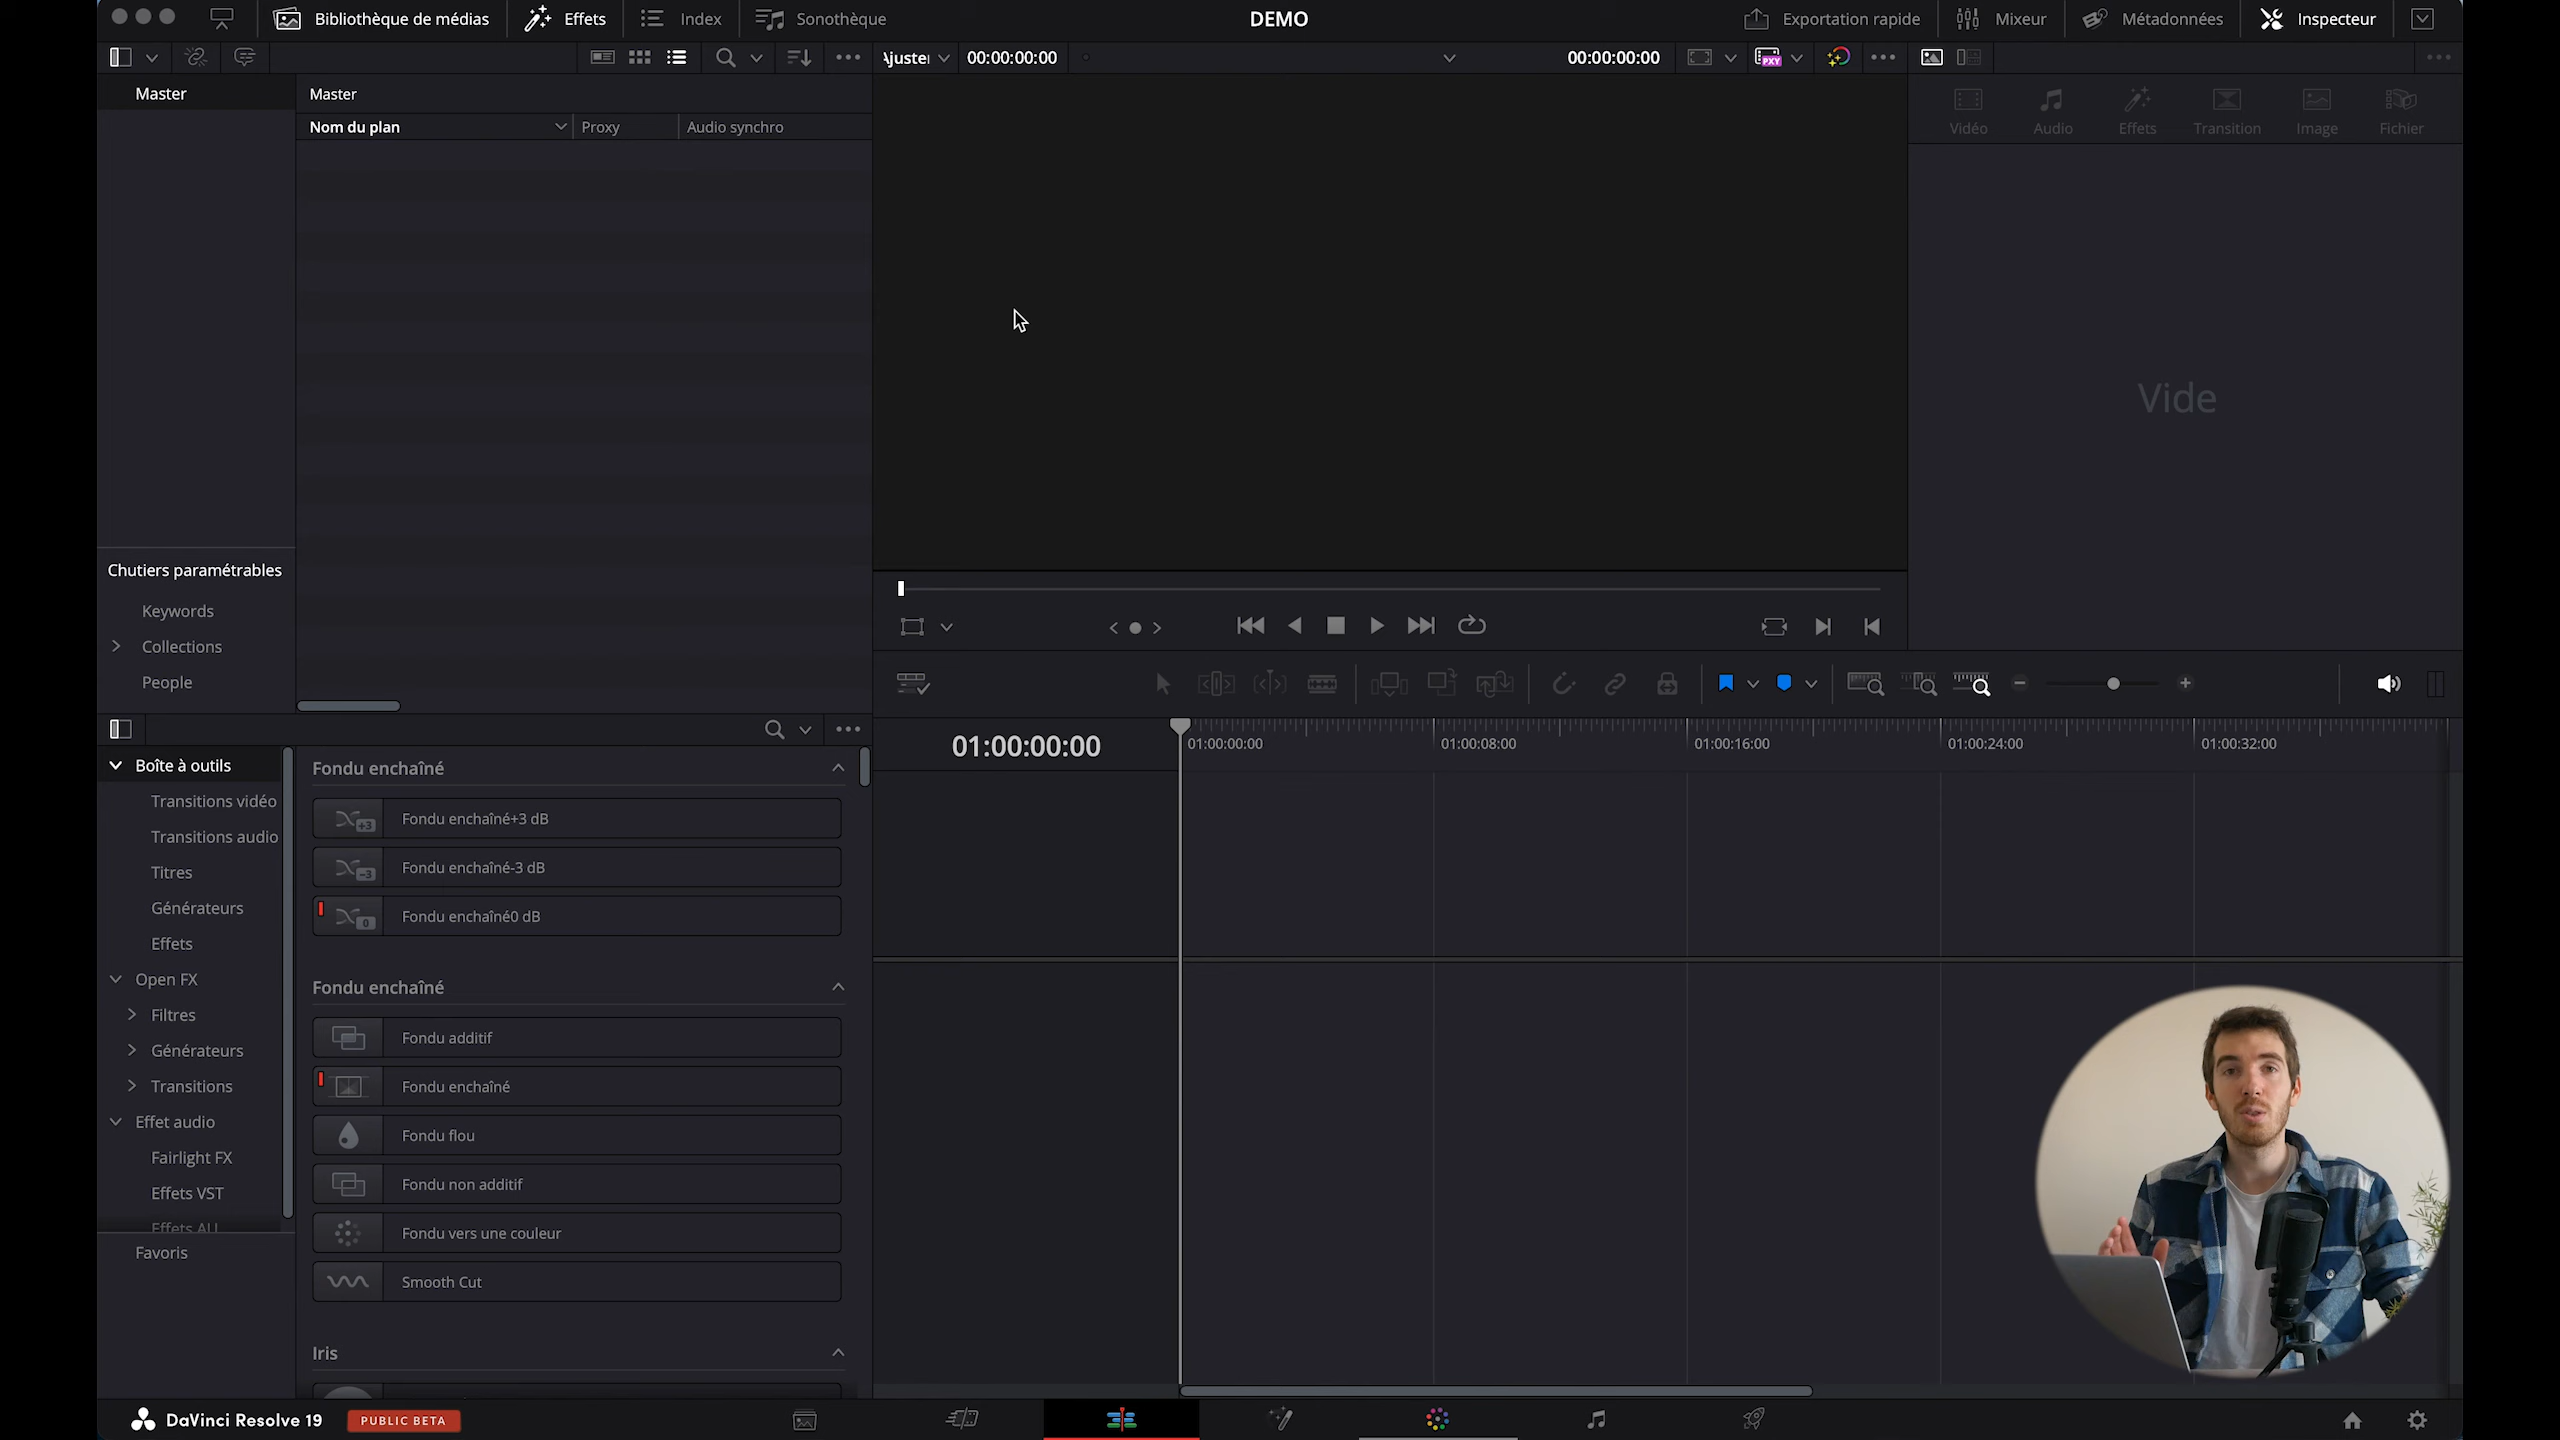 Bibliothèque de médias
Effets
Index
Sonothèque
DEMO
Exportation rapide
Mixeur
Métadonnées
Inspecteur
00:00:00:00
00:00:00:00
PXY
Master
Master
Nom du plan
Proxy
Audio synchro
Vidéo
Audio
Effets
Transition
Image
Fichier
Vide
Chutiers paramétrables
Keywords
Collections
People
01:00:00:00
01:00:00:00
01:00:08:00
01:00:16:00
01:00:24:00
01:00:32:00
Boîte à outils
Transitions vidéo
Transitions audio
Titres
Générateurs
Effets
Open FX
Filtres
Générateurs
Transitions
Effet audio
Fairlight FX
Effets VST
Favoris
Fondu enchaîné
+3
Fondu enchaîné+3 dB
-3
Fondu enchaîné-3 dB
0
Fondu enchaîné0 dB
Fondu enchaîné
Fondu additif
Fondu enchaîné
Fondu flou
Fondu non additif
Fondu vers une couleur
Smooth Cut
Iris
DaVinci Resolve 19
PUBLIC BETA